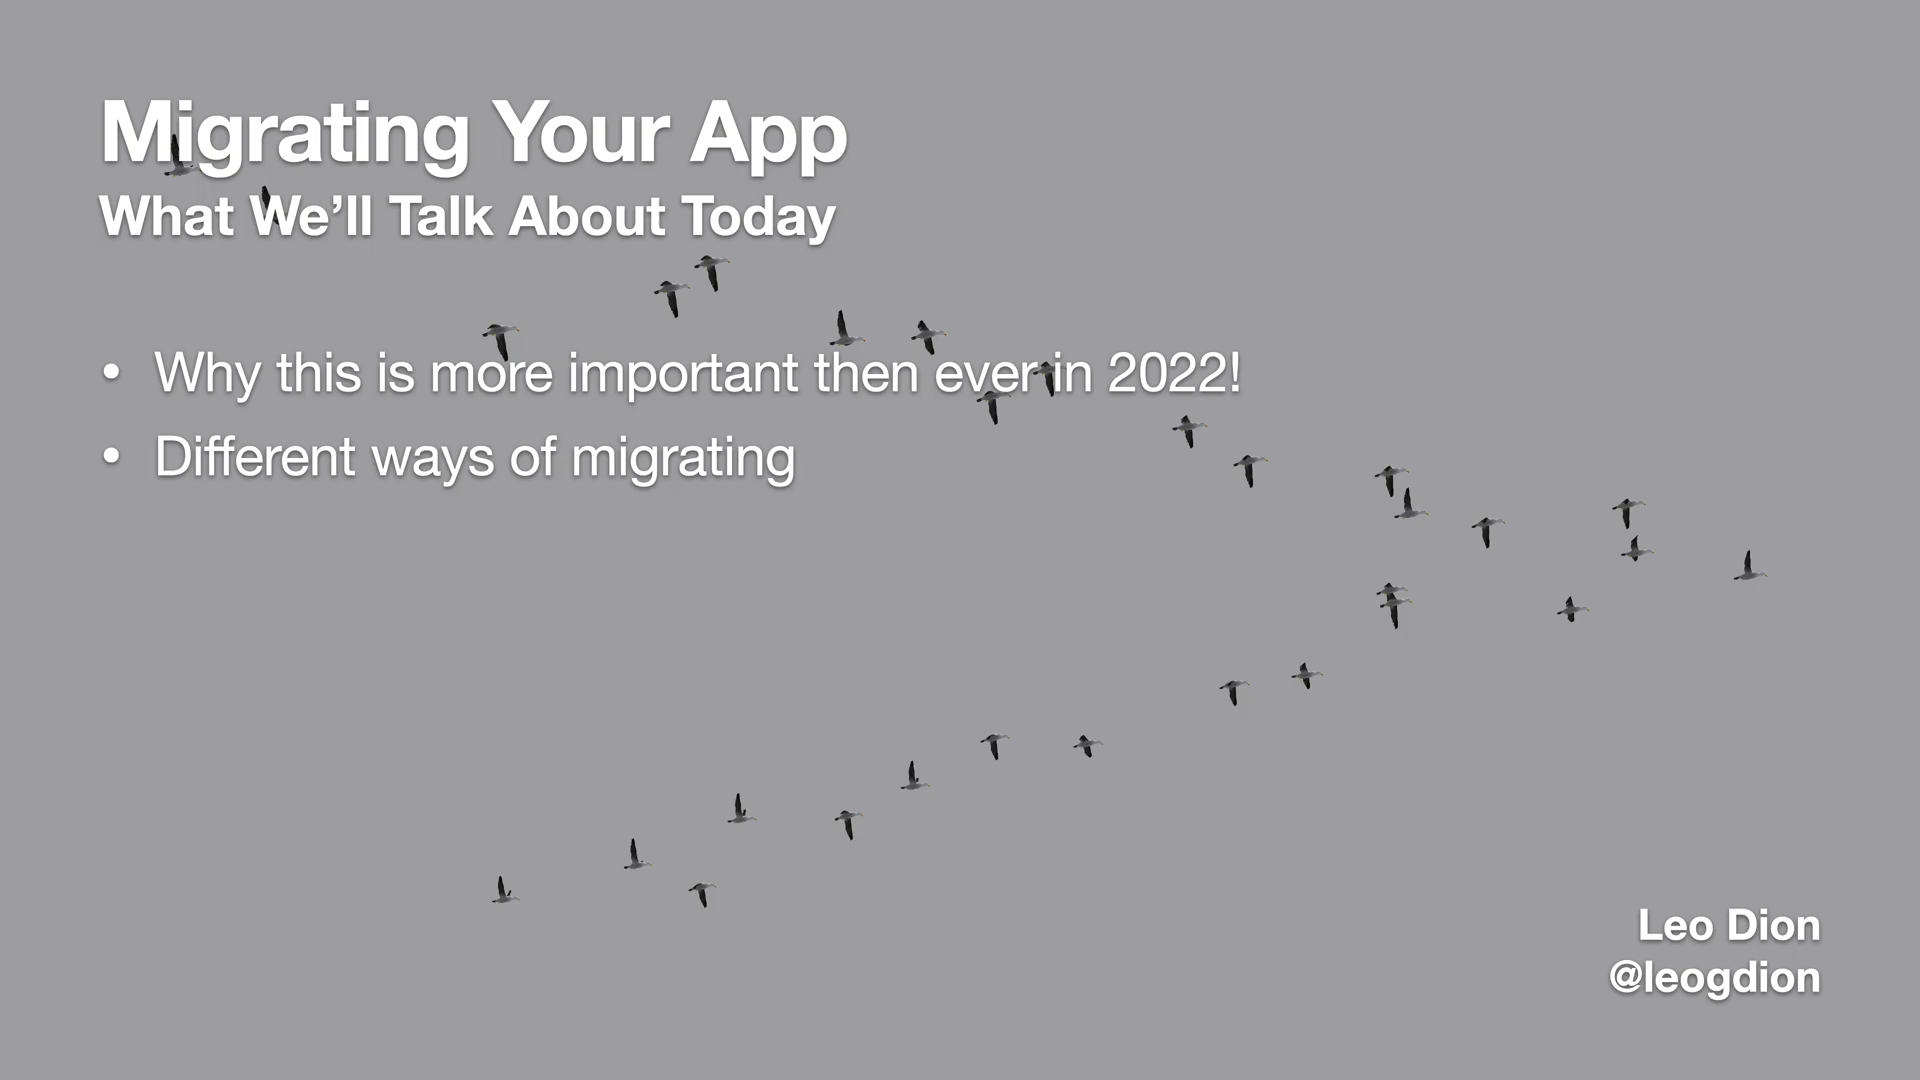 Migrating Your App
What We’ll Talk About Today
• Why this is more important then ever in 2022!
• Different ways of migrating
Leo Dion
@leogdion